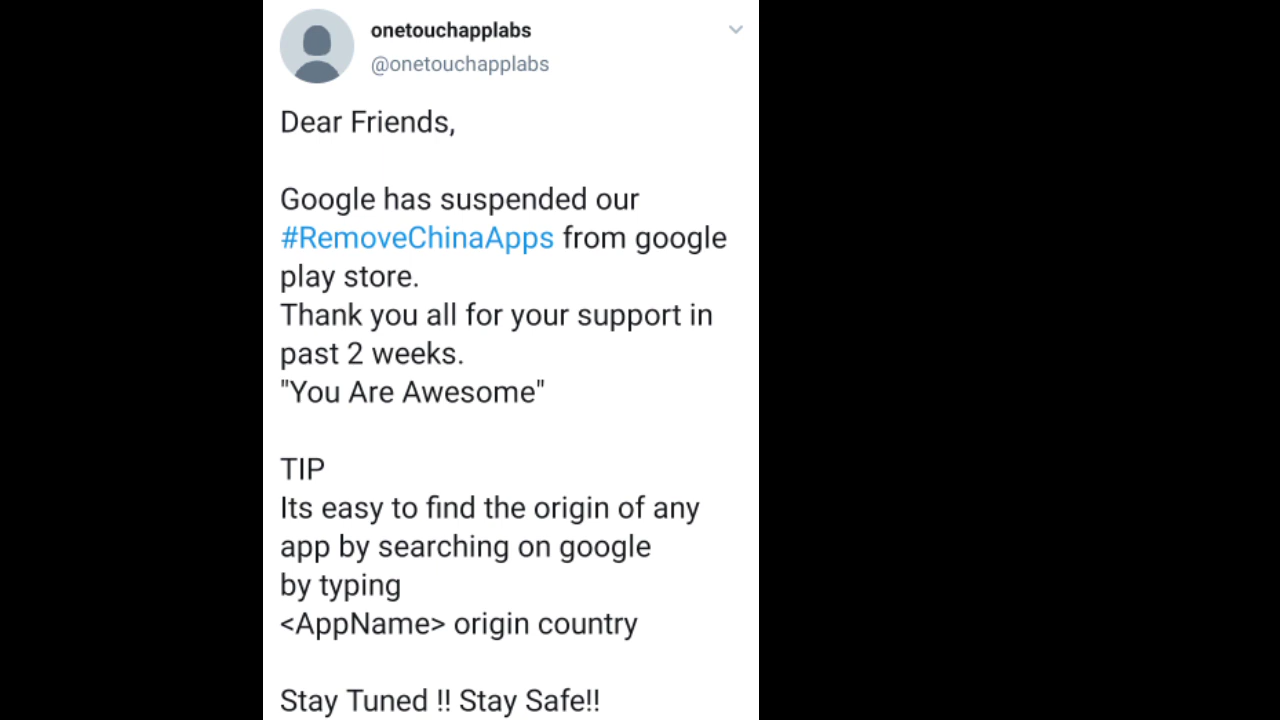 onetouchapplabs
@onetouchapplabs
Dear Friends,
Google has suspended our
#RemoveChinaApps from google
play store.
Thank you all for your support in
past 2 weeks.
"You Are Awesome"
TIP
Its easy to find the origin of any
app by searching on google
by typing
<AppName> origin country
Stay Tuned !! Stay Safe!!